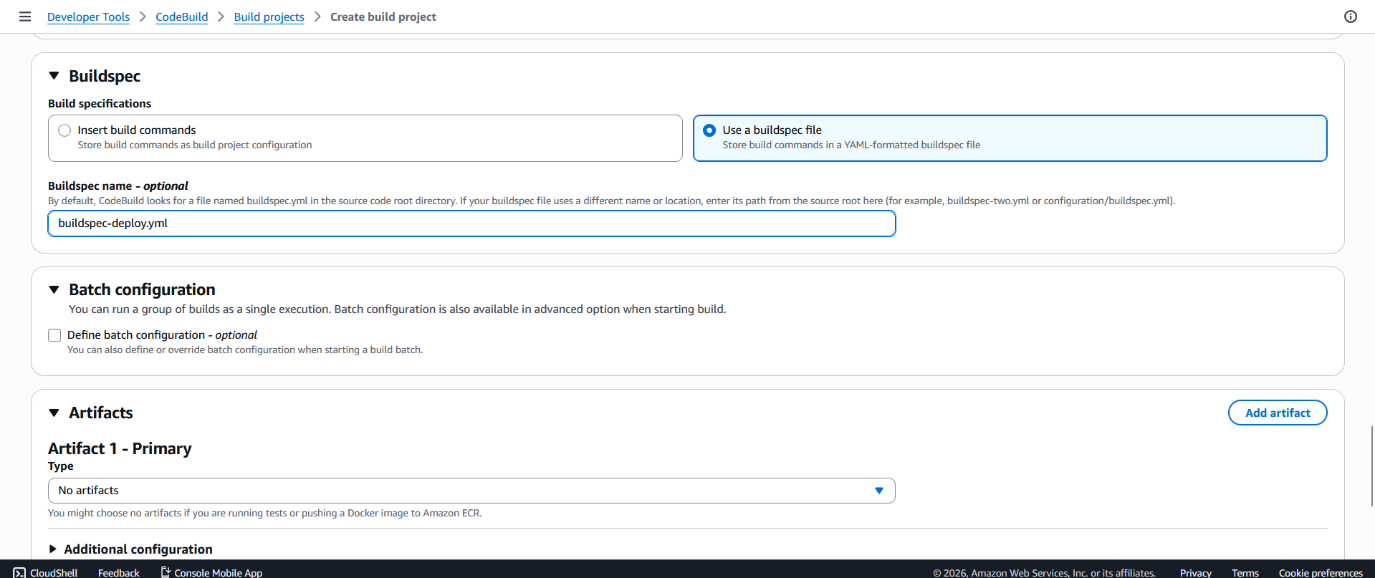 Developer Tools > CodeBuild > Build projects > Create build project
Buildspec
Build specifications
Insert build commands
Store build commands as build project configuration
Use a buildspec file
Store build commands in a YAML-formatted buildspec file
Buildspec name - optional
By default, CodeBuild looks for a file named buildspec.yml in the source code root directory. If your buildspec file uses a different name or location, enter its path from the source root here (for example, buildspec-two.yml or configuration/buildspec.yml).
buildspec-deploy.yml
Batch configuration
You can run a group of builds as a single execution. Batch configuration is also available in advanced option when starting build.
Define batch configuration - optional
You can also define or override batch configuration when starting a build batch.
Artifacts
Add artifact
Artifact 1 - Primary
Type
No artifacts
You might choose no artifacts if you are running tests or pushing a Docker image to Amazon ECR.
Additional configuration
CloudShell Feedback Console Mobile App © 2026, Amazon Web Services, Inc. or its affiliates. Privacy Terms Cookie preferences